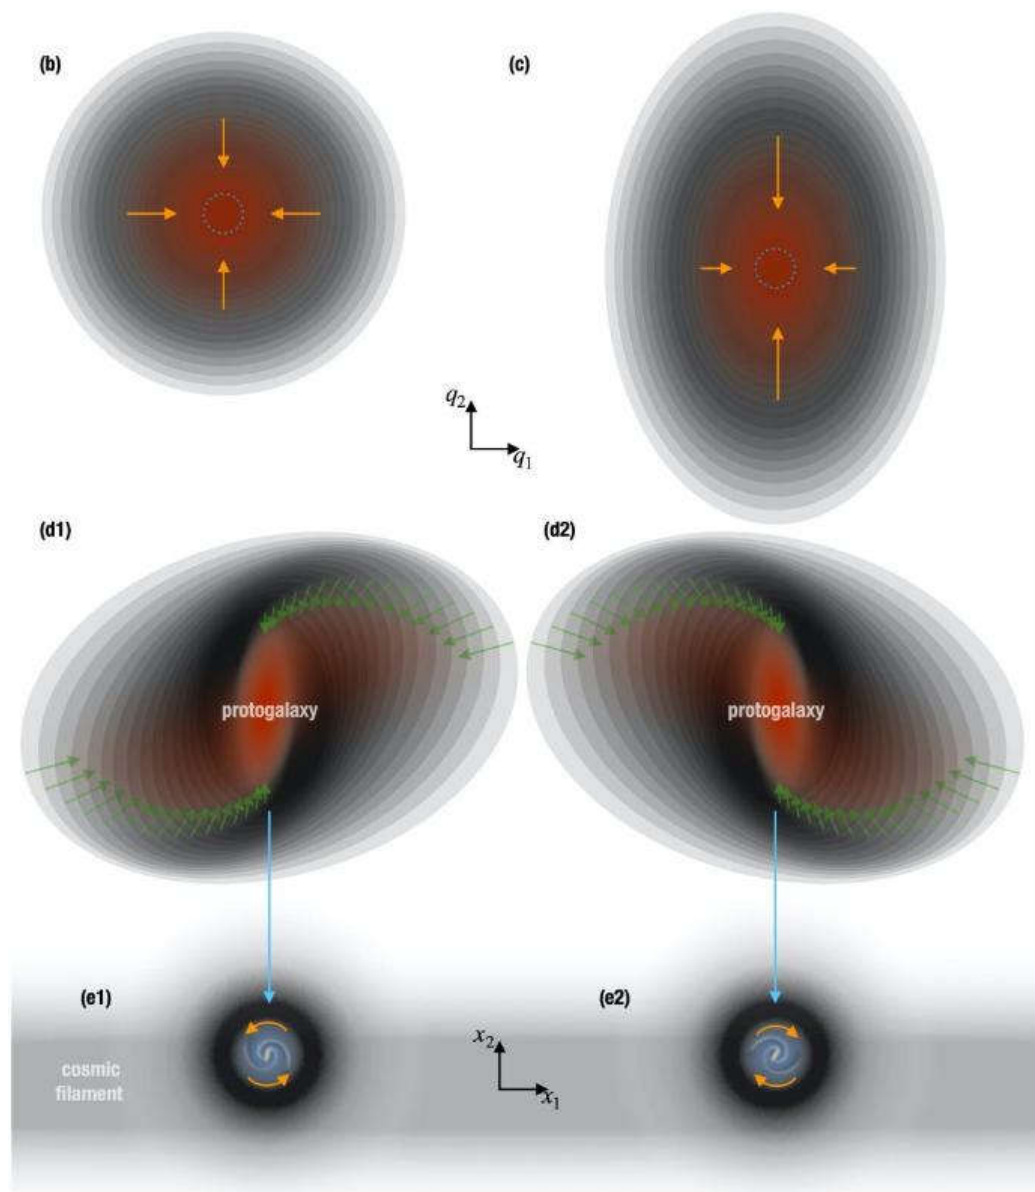 (b)
(c)
q2
q1
(d1)
(d2)
protogalaxy
protogalaxy
(e1)
(e2)
x2
x1
cosmic
filament